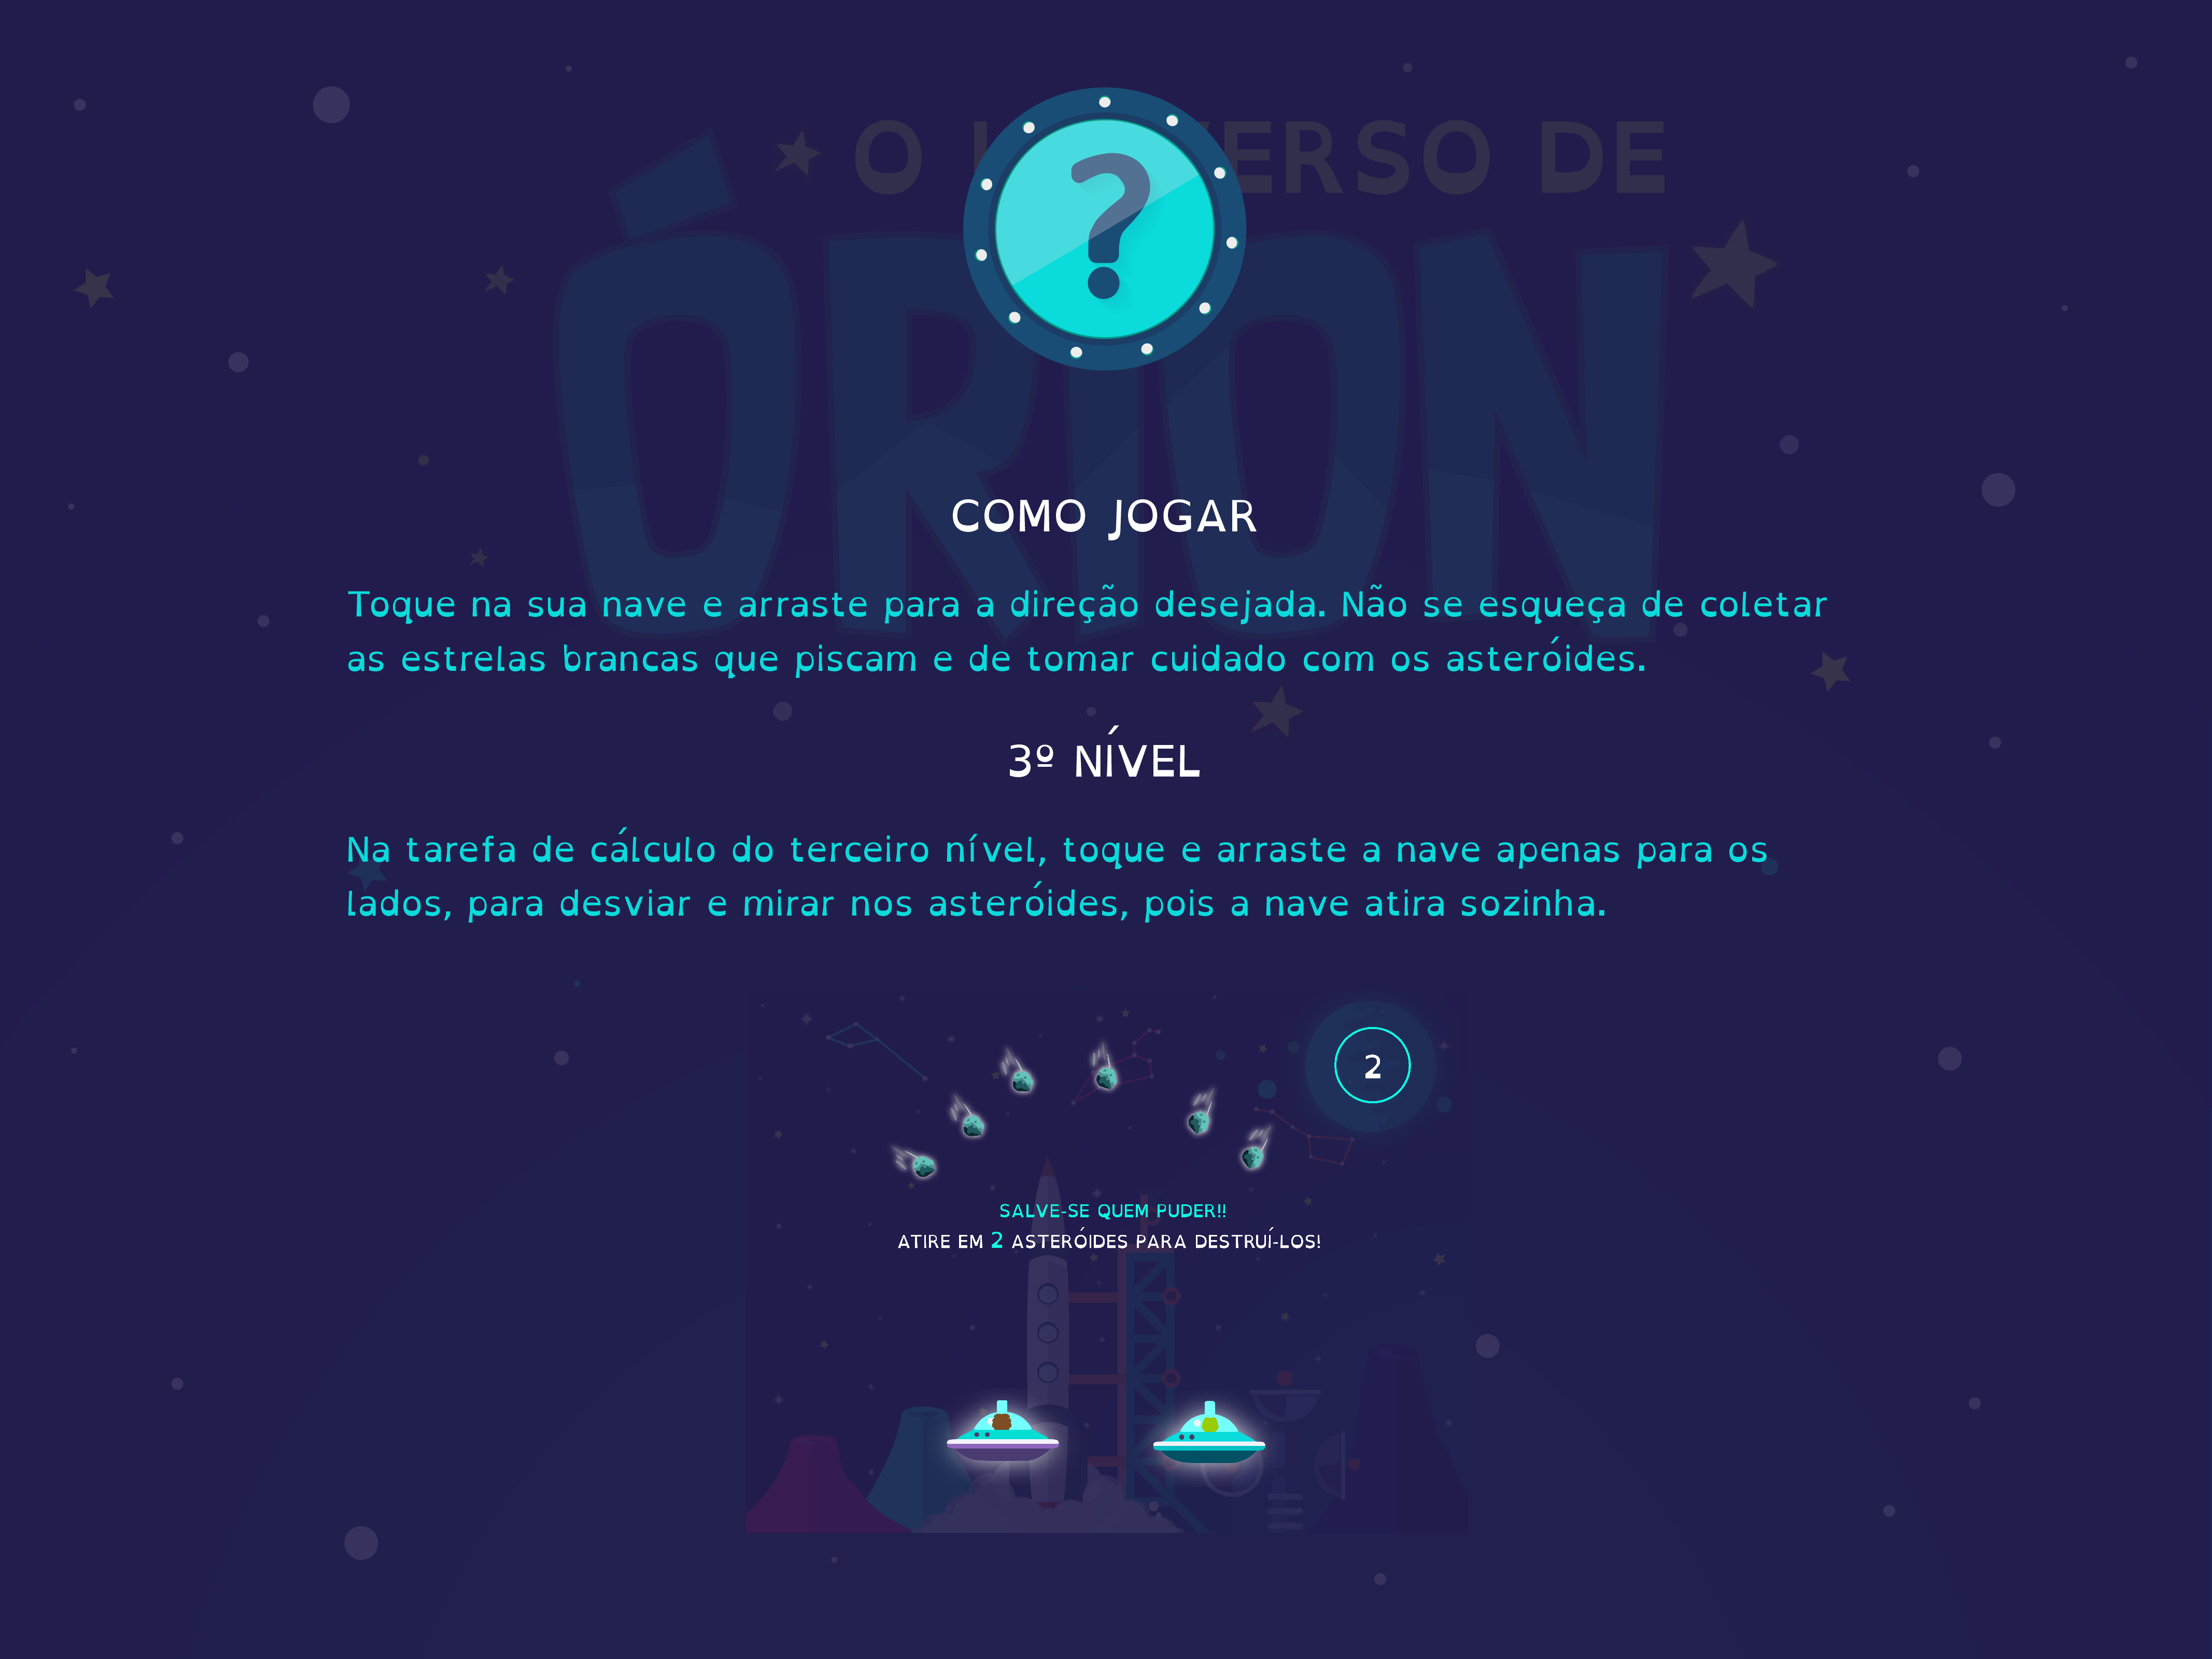 O UNIVERSO DE
ÓRION
?
COMO JOGAR
Toque na sua nave e arraste para a direção desejada. Não se esqueça de coletar
as estrelas brancas que piscam e de tomar cuidado com os asteróides.
3º NÍVEL
Na tarefa de cálculo do terceiro nível, toque e arraste a nave apenas para os
lados, para desviar e mirar nos asteróides, pois a nave atira sozinha.
2
SALVE-SE QUEM PUDER!!
ATIRE EM 2 ASTERÓIDES PARA DESTRUÍ-LOS!